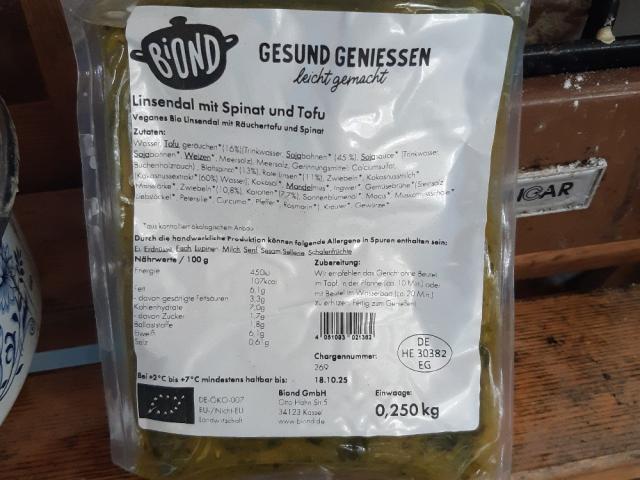 BiOND
GESUND GENIESSEN
leicht gemacht
Linsendal mit Spinat und Tofu
Veganes Bio Linsendal mit Räuchertofu und Spinat
Zutaten:
Wasser, Tofu geräuchert* (16%)[Trinkwasser, Sojabohnen* (45 %), Sojasauce* (Trinkwasser,
Sojabohnen*, Weizen*, Meersalz), Meersalz, Gerinnungsmittel: Calciumsulfat,
Buchenholzrauch], Blattspinat* (13%), Rote Linsen* (11%), Zwiebeln*, Kokosnussmilch*
[Kokosnussextrakt* (60%), Wasser], Kokosöl*, Mandelmus*, Ingwer*, Gemüsebrühe* (Steinsalz,
Maisstärke*, Zwiebeln* (10,8%), Karotten* (7,7%), Sonnenblumenöl*, Macis*, Muskatnussschale*,
Liebstöckel*, Petersilie*, Curcuma*, Pfeffer*, Rosmarin*), Kräuter*, Gewürze*
*aus kontrolliert ökologischem Anbau
Durch die handwerkliche Produktion können folgende Allergene in Spuren enthalten sein:
Ei, Erdnüsse, Fisch, Lupinen, Milch, Senf, Sesam, Sellerie, Schalenfrüchte
Nährwerte / 100 g
Energie 450kJ
107kcal
Fett 6,1g
- davon gesättigte Fettsäuren 3,3g
Kohlenhydrate 7,0g
- davon Zucker 1,7g
Ballaststoffe 1,8g
Eiweiß 6,1g
Salz 0,61g
Zubereitung:
Wir empfehlen das Gericht ohne Beutel
im Topf, in der Pfanne (ca. 10 Min.) oder
mit Beutel im Wasserbad (ca. 20 Min.)
zu erhitzen. Fertig zum Genießen!
4 051083 021362
Chargennummer:
269
DE
HE 30382
EG
Bei +2°C bis +7°C mindestens haltbar bis: 18.10.25
DE-ÖKO-007
EU-/Nicht-EU
Landwirtschaft
Biond GmbH
Otto Hahn Str.5
34123 Kassel
www.biond.de
Einwaage:
0,250 kg
IGAR